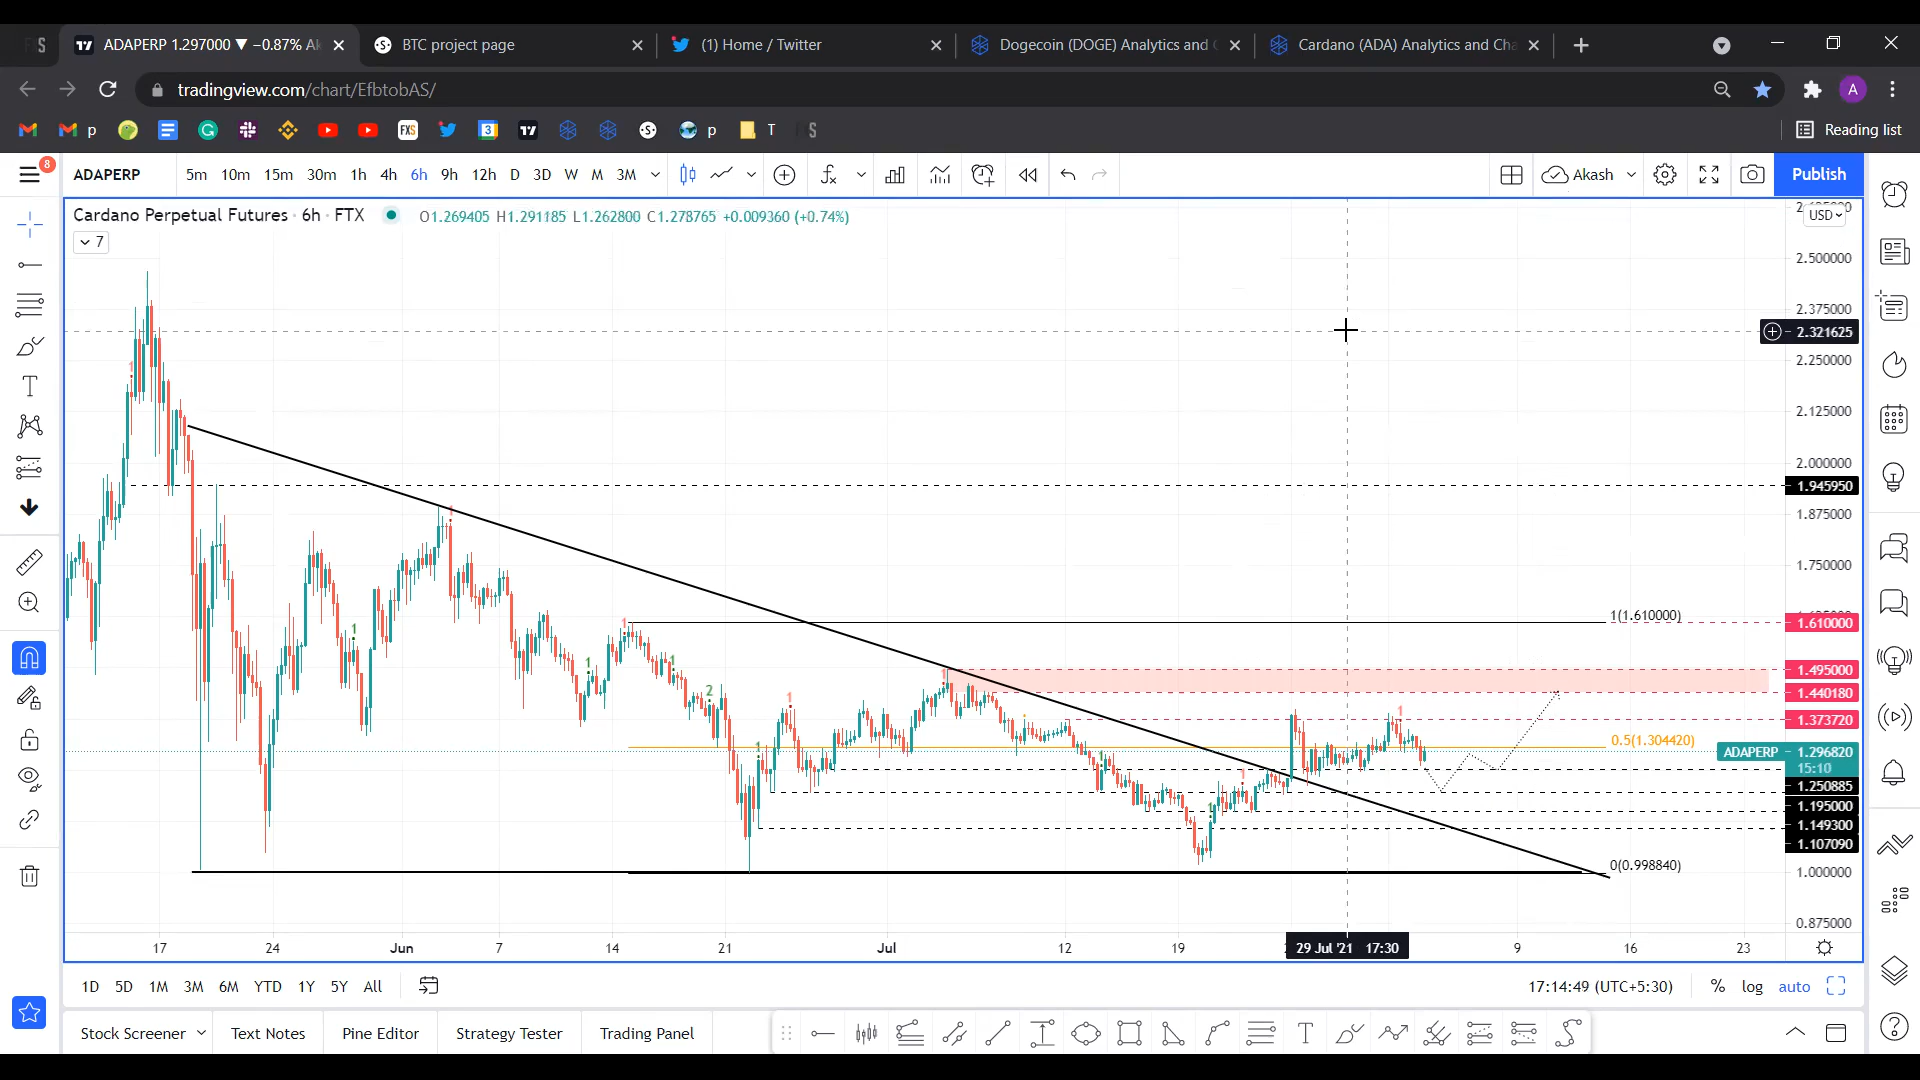 ADAPERP 1.297000 ▼ −0.87% Ak
BTC project page
(1) Home / Twitter
Dogecoin (DOGE) Analytics and C
Cardano (ADA) Analytics and Cha
tradingview.com/chart/EfbtobAS/
A
p
FXS
3
p
T
Reading list
8
ADAPERP
5m 10m 15m 30m 1h 4h 6h 9h 12h D 3D W M 3M
Akash
Publish
Cardano Perpetual Futures · 6h · FTX
O1.269405 H1.291185 L1.262800 C1.278765 +0.009360 (+0.74%)
7
USD
2.500000
2.375000
2.321625
2.250000
2.125000
2.000000
1.945950
1.875000
1.750000
1(1.610000)
1.610000
1.495000
1.440180
1.373720
0.5(1.304420)
ADAPERP
1.296820
15:10
1.250885
1.195000
1.149300
1.107090
0(0.998840)
1.000000
0.875000
17 24 Jun 7 14 21 Jul 12 19 29 Jul '21 17:30 9 16 23
1D 5D 1M 3M 6M YTD 1Y 5Y All
17:14:49 (UTC+5:30)
% log auto
Stock Screener
Text Notes
Pine Editor
Strategy Tester
Trading Panel